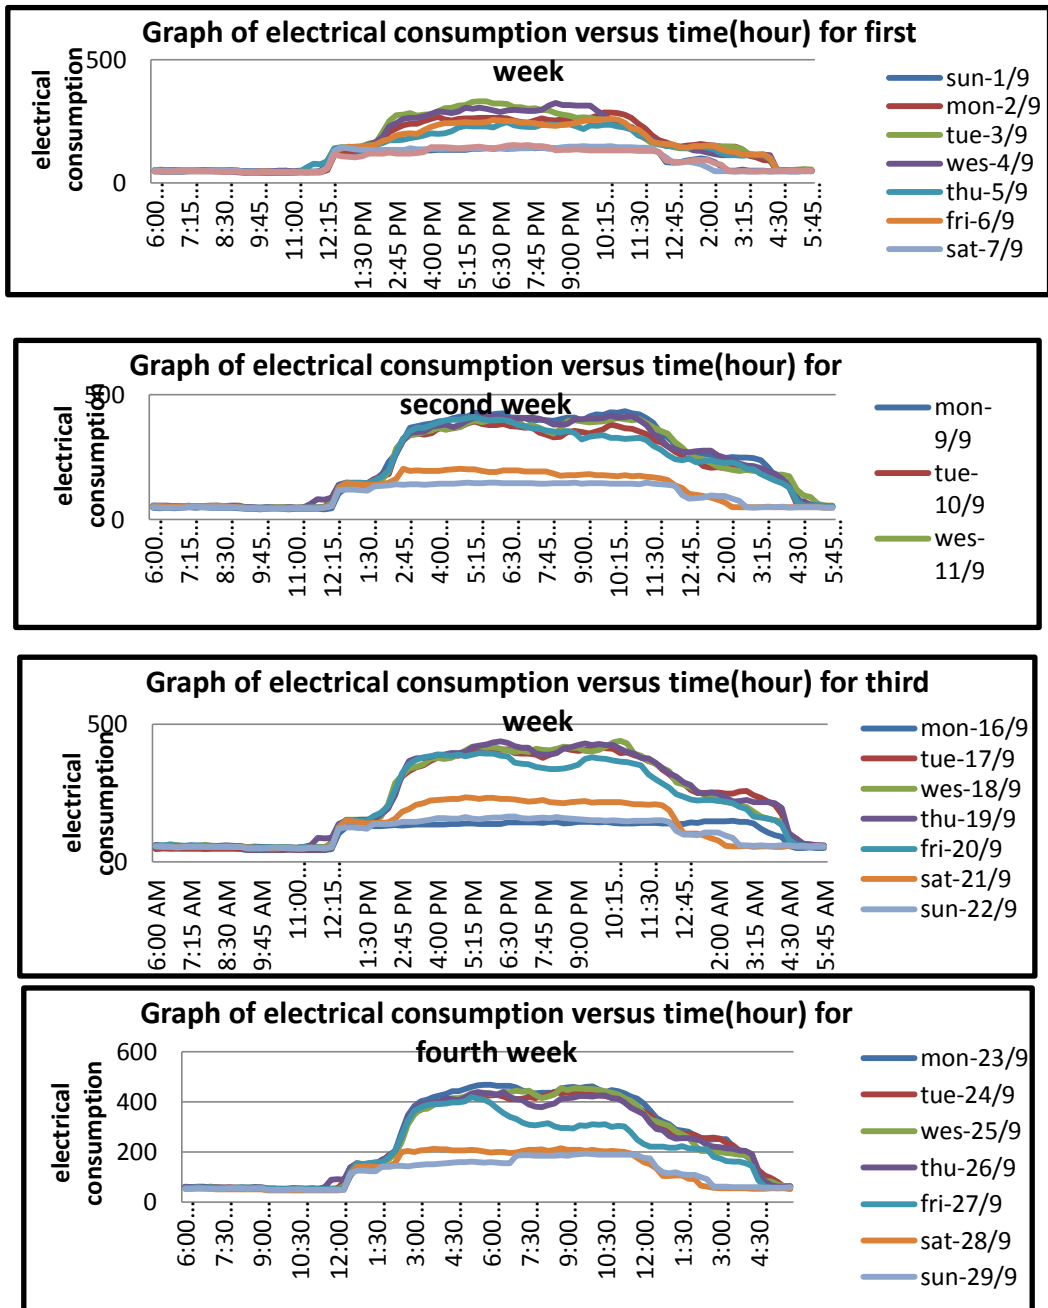 Graph of electrical consumption versus time(hour) for first
week
electrical
consumption
500
0
6:00...
7:15...
8:30...
9:45...
11:00...
12:15...
1:30 PM
2:45 PM
4:00 PM
5:15 PM
6:30 PM
7:45 PM
9:00 PM
10:15...
11:30...
12:45...
2:00...
3:15...
4:30...
5:45...
sun-1/9
mon-2/9
tue-3/9
wes-4/9
thu-5/9
fri-6/9
sat-7/9
Graph of electrical consumption versus time(hour) for
second week
electrical
consumption
500
0
6:00...
7:15...
8:30...
9:45...
11:00...
12:15...
1:30...
2:45...
4:00...
5:15...
6:30...
7:45...
9:00...
10:15...
11:30...
12:45...
2:00...
3:15...
4:30...
5:45...
mon-
9/9
tue-
10/9
wes-
11/9
Graph of electrical consumption versus time(hour) for third
week
electrical
consumption
500
0
6:00 AM
7:15 AM
8:30 AM
9:45 AM
11:00...
12:15...
1:30 PM
2:45 PM
4:00 PM
5:15 PM
6:30 PM
7:45 PM
9:00 PM
10:15...
11:30...
12:45...
2:00 AM
3:15 AM
4:30 AM
5:45 AM
mon-16/9
tue-17/9
wes-18/9
thu-19/9
fri-20/9
sat-21/9
sun-22/9
Graph of electrical consumption versus time(hour) for
fourth week
electrical
consumption
600
400
200
0
6:00...
7:30...
9:00...
10:30...
12:00...
1:30...
3:00...
4:30...
6:00...
7:30...
9:00...
10:30...
12:00...
1:30...
3:00...
4:30...
mon-23/9
tue-24/9
wes-25/9
thu-26/9
fri-27/9
sat-28/9
sun-29/9